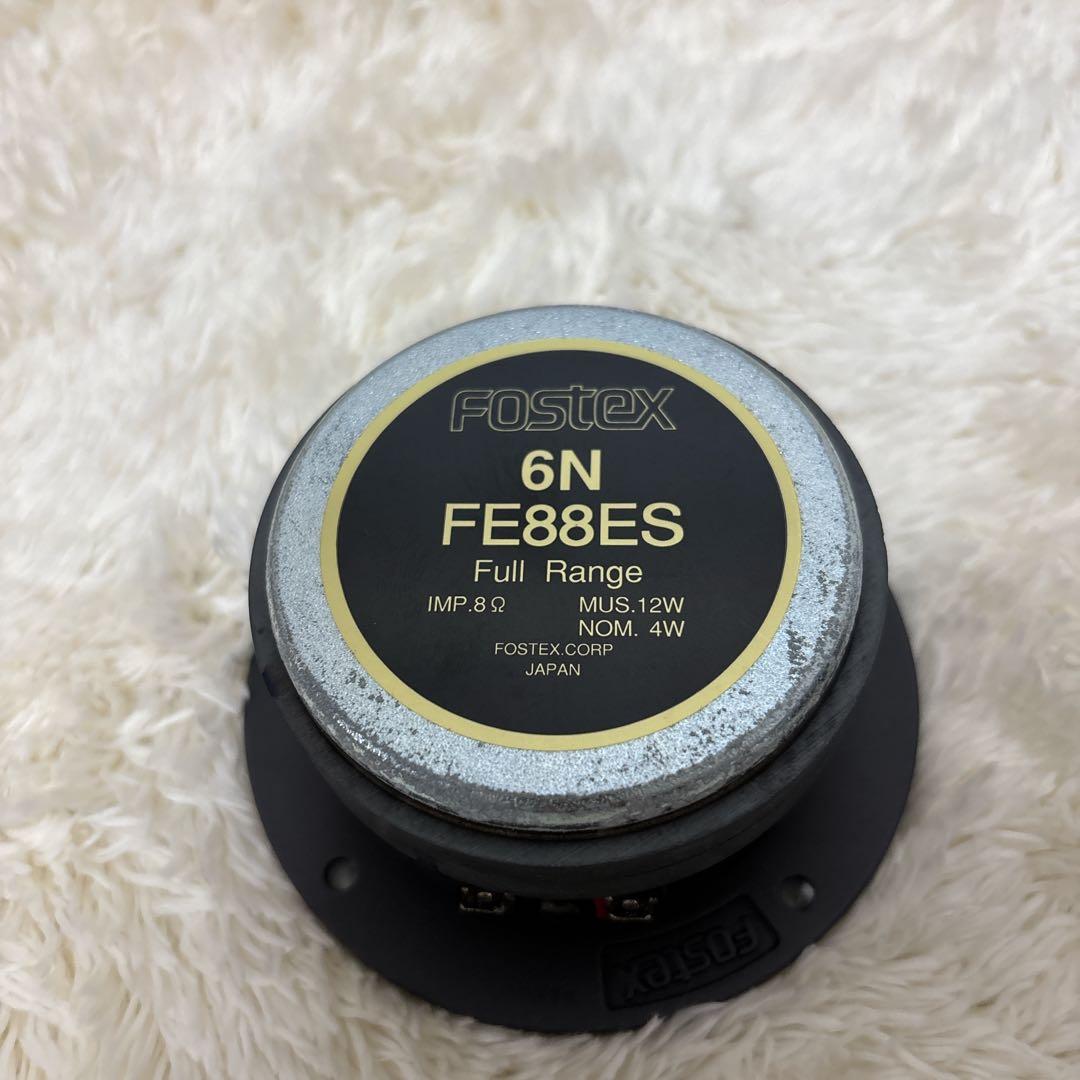 FOSTEX
6N
FE88ES
Full Range
IMP.8Ω MUS.12W
NOM. 4W
FOSTEX.CORP
JAPAN
FOSTEX